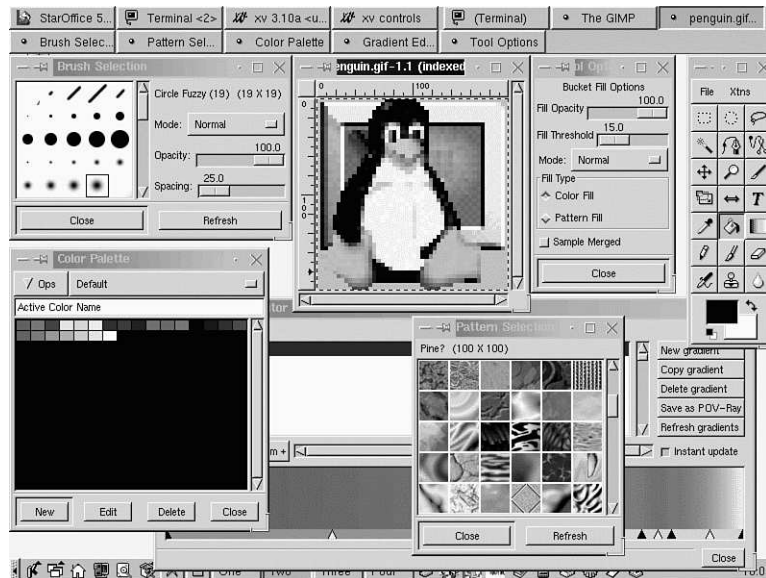 StarOffice 5...
Terminal <2>
xv 3.10a <u...
xv controls
(Terminal)
The GIMP
penguin.gif...
Brush Selec...
Pattern Sel...
Color Palette
Gradient Ed...
Tool Options
Brush Selection
Circle Fuzzy (19) (19 X 19)
Mode: Normal
Opacity: 100.0
Spacing: 25.0
Close
Refresh
penguin.gif-1.1 (indexed
0
100
0
100
Bucket Fill Options
Fill Opacity 100.0
Fill Threshold 15.0
Mode: Normal
Fill Type
Color Fill
Pattern Fill
Sample Merged
Close
File Xtns
Color Palette
Ops Default
Active Color Name
New
Edit
Delete
Close
Pattern Selection
Pine? (100 X 100)
Close
Refresh
New gradient
Copy gradient
Delete gradient
Save as POV-Ray
Refresh gradients
Instant update
Close
One
Two
Three
Four